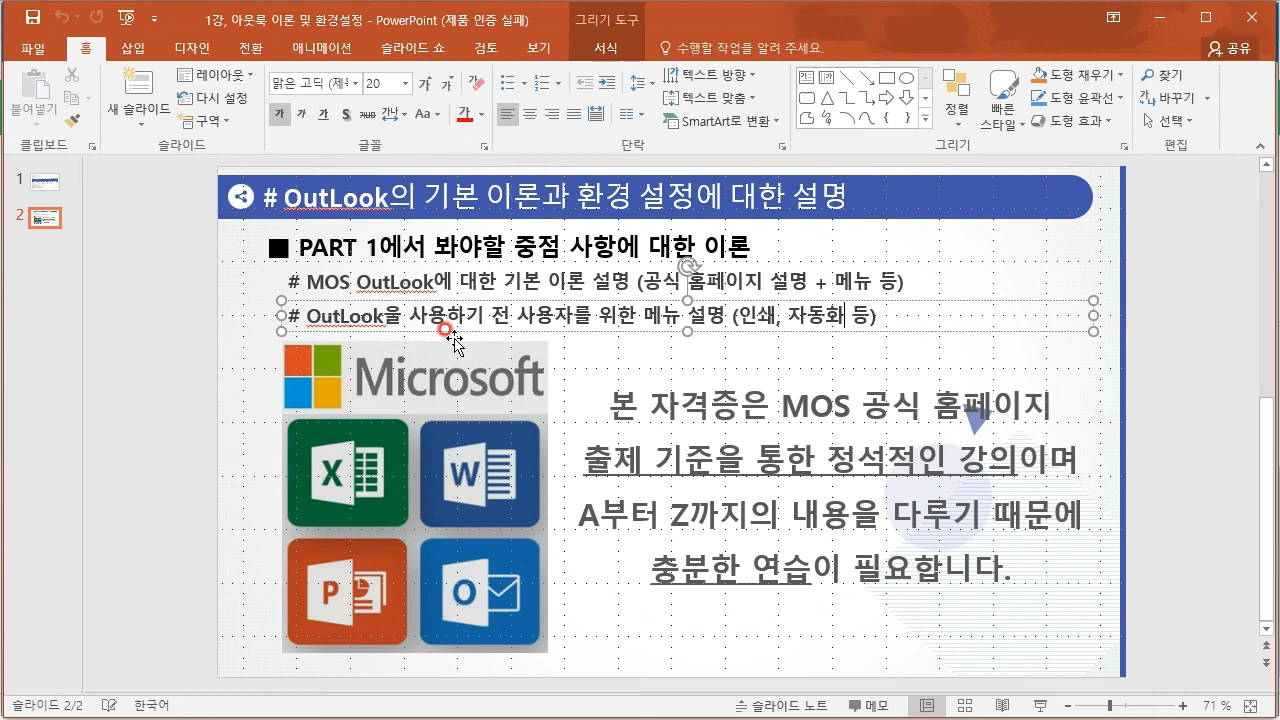 1강, 아웃룩 이론 및 환경설정 - PowerPoint (제품 인증 실패)
그리기 도구
파일 홈 삽입 디자인 전환 애니메이션 슬라이드 쇼 검토 보기 서식 수행할 작업을 알려 주세요. 공유
붙여넣기
새 슬라이드
레이아웃
다시 설정
구역
맑은 고딕 (제 20
가 가 가 S abc 간 Aa 가
텍스트 방향
텍스트 맞춤
SmartArt로 변환
정렬
빠른
스타일
도형 채우기
도형 윤곽선
도형 효과
찾기
바꾸기
선택
클립보드 슬라이드 글꼴 단락 그리기 편집
1
2
# OutLook의 기본 이론과 환경 설정에 대한 설명
■ PART 1에서 봐야할 중점 사항에 대한 이론
# MOS OutLook에 대한 기본 이론 설명 (공식 홈페이지 설명 + 메뉴 등)
# OutLook을 사용하기 전 사용자를 위한 메뉴 설명 (인쇄, 자동화 등)
Microsoft
X
W
P
O
본 자격증은 MOS 공식 홈페이지
출제 기준을 통한 정석적인 강의이며
A부터 Z까지의 내용을 다루기 때문에
충분한 연습이 필요합니다.
슬라이드 2/2 한국어 슬라이드 노트 메모 71 %